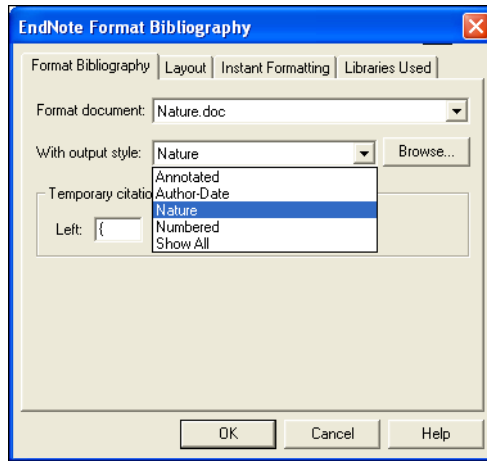 EndNote Format Bibliography
Format Bibliography Layout Instant Formatting Libraries Used
Format document: Nature.doc
With output style: Nature Browse...
Annotated
Temporary citatio Author-Date
Nature
Left: { Numbered
Show All
OK Cancel Help